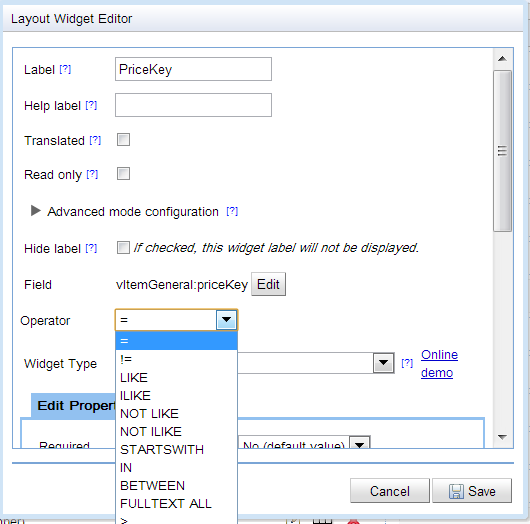 Layout Widget Editor
Label [?] PriceKey
Help label [?]
Translated [?]
Read only [?]
Advanced mode configuration [?]
Hide label [?] if checked, this widget label will not be displayed.
Field vItemGeneral:priceKey Edit
Operator =
=
!=
Widget Type [?] Online demo
LIKE
ILIKE
Edit Propert
NOT LIKE
NOT ILIKE
Required No (default value)
STARTSWITH
IN
BETWEEN
FULLTEXT ALL
>
Cancel Save